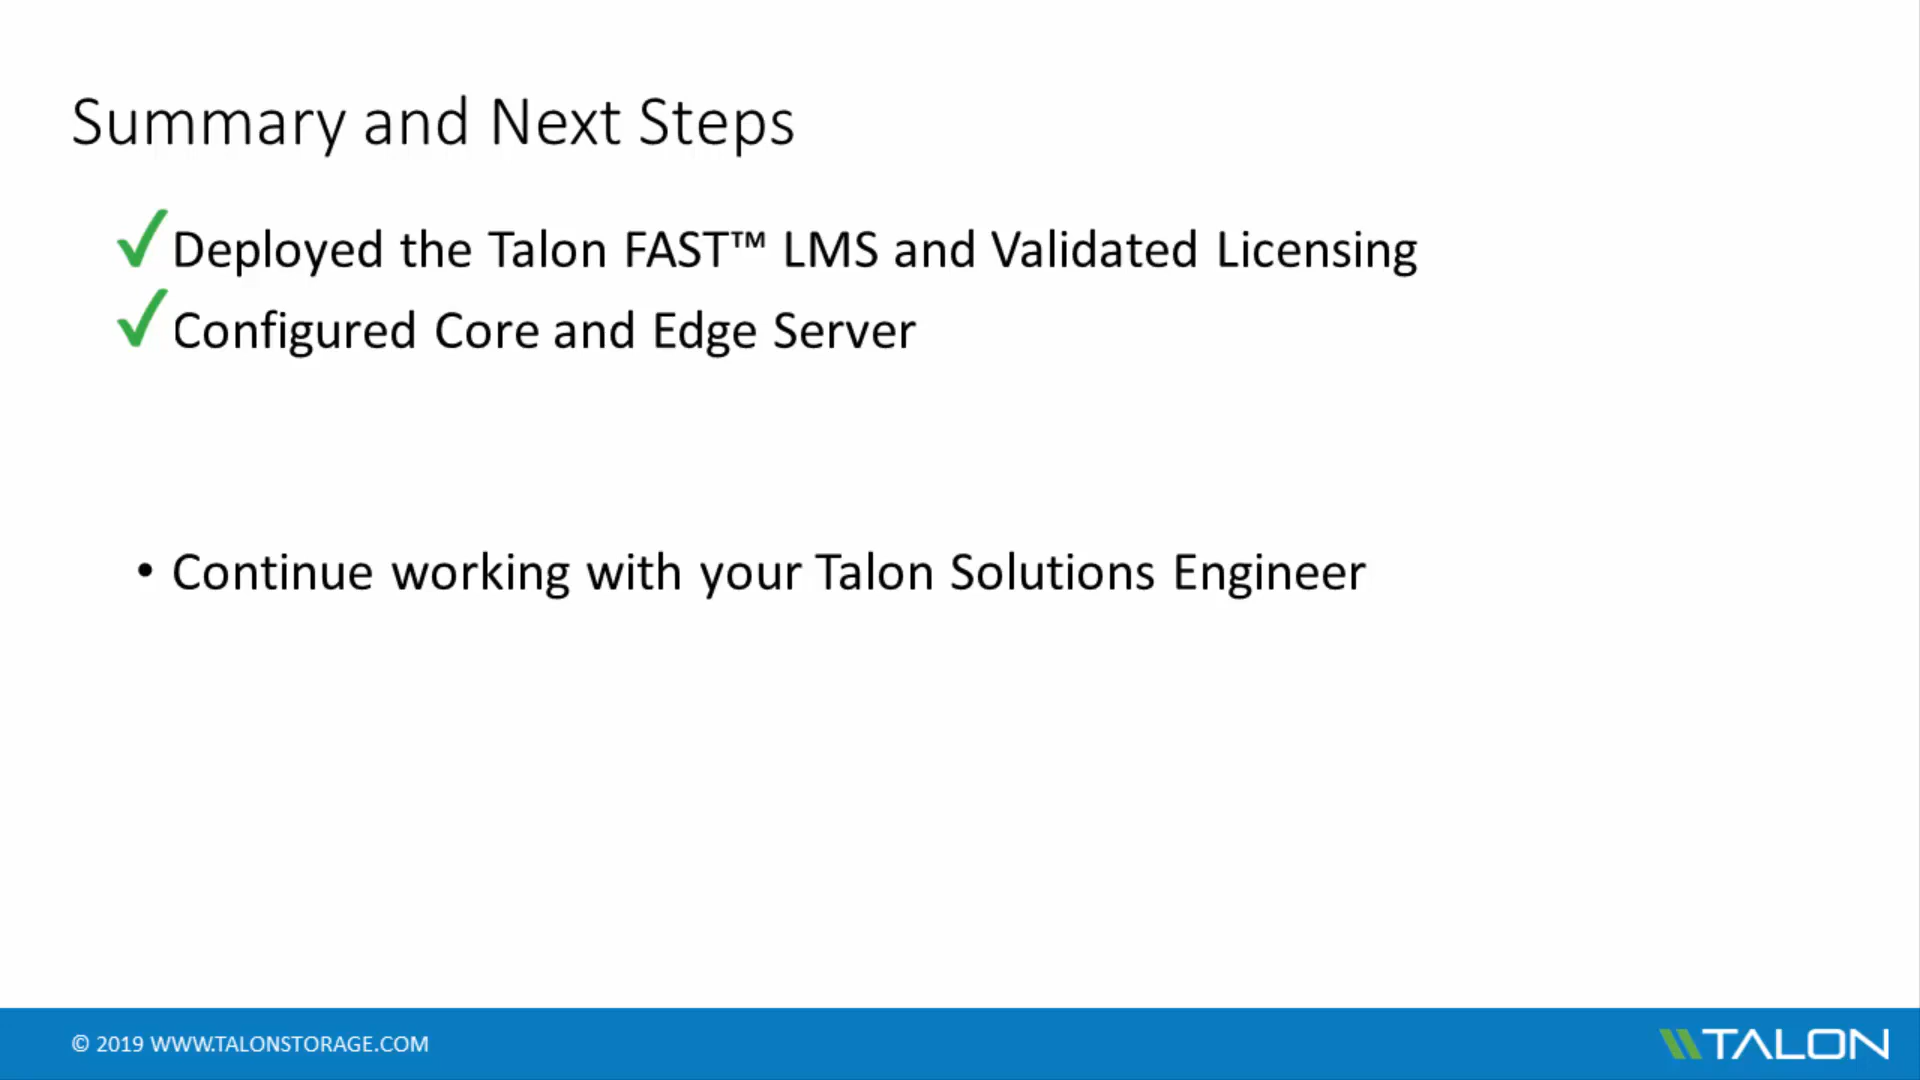 Summary and Next Steps
✓Deployed the Talon FAST™ LMS and Validated Licensing
✓Configured Core and Edge Server
• Continue working with your Talon Solutions Engineer
© 2019 WWW.TALONSTORAGE.COM
TALON